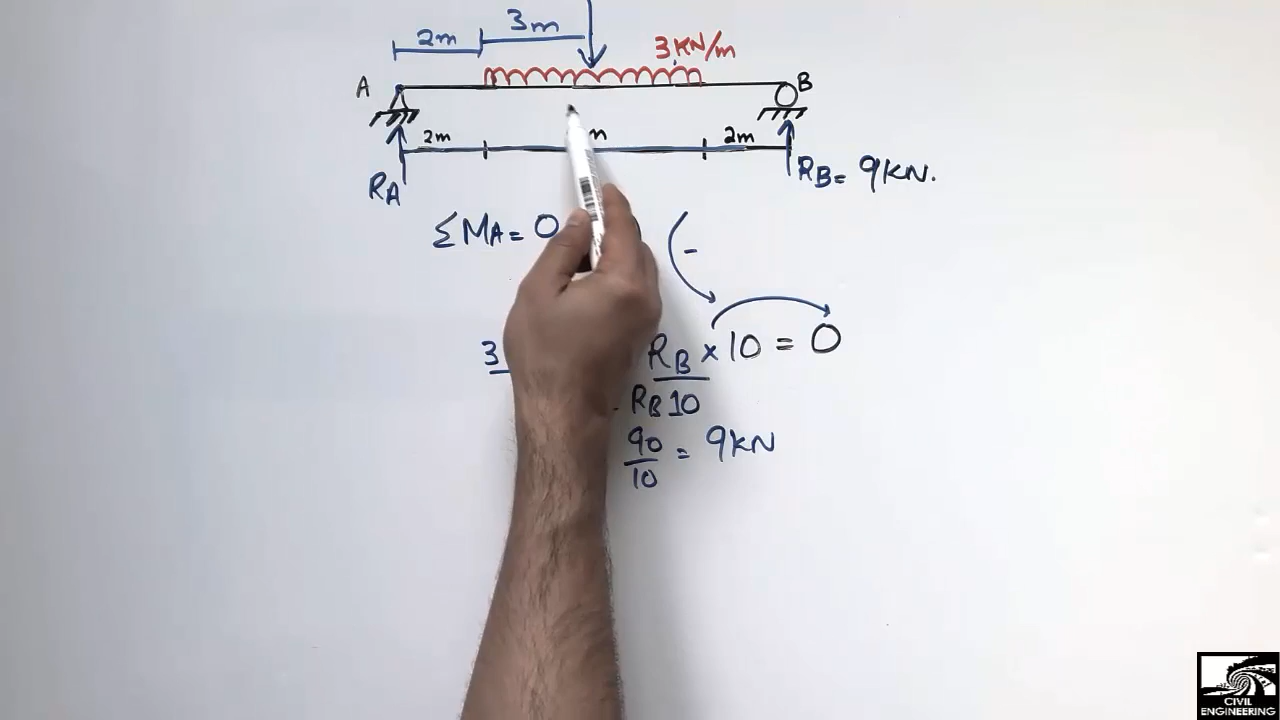 3m
2m
3KN/m
A
B
2m
2m
RA
RB= 9KN.
ΣMA= 0
-
3
RB × 10 = 0
RB 10
90/10 = 9KN
CIVIL
ENGINEERING